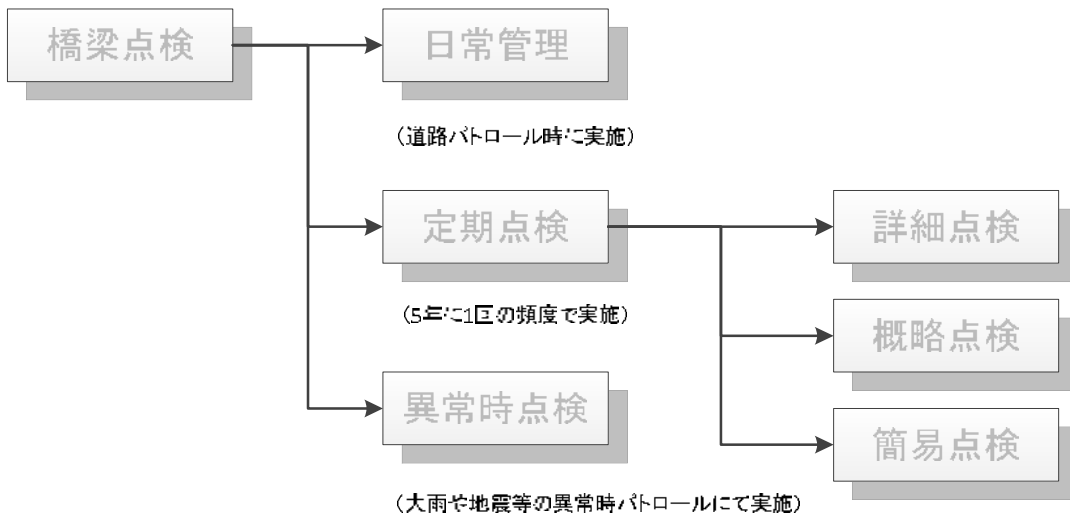 橋梁点検
日常管理
(道路パトロール時に実施)
定期点検
(5年に1回の頻度で実施)
異常時点検
(大雨や地震等の異常時パトロールにて実施)
詳細点検
概略点検
簡易点検